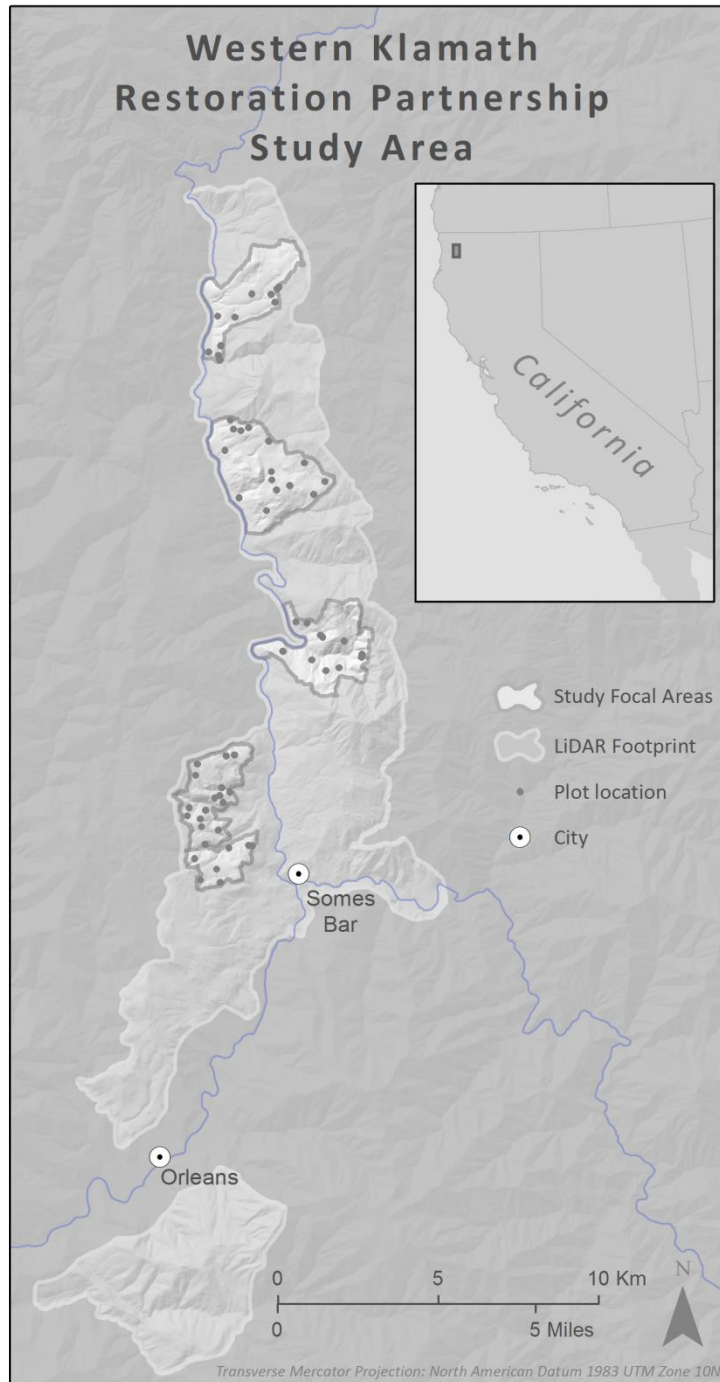 Western Klamath
Restoration Partnership
Study Area
California
Study Focal Areas
LiDAR Footprint
Plot location
City
Somes
Bar
Orleans
0 5 10 Km
0 5 Miles
N
Transverse Mercator Projection: North American Datum 1983 UTM Zone 10N